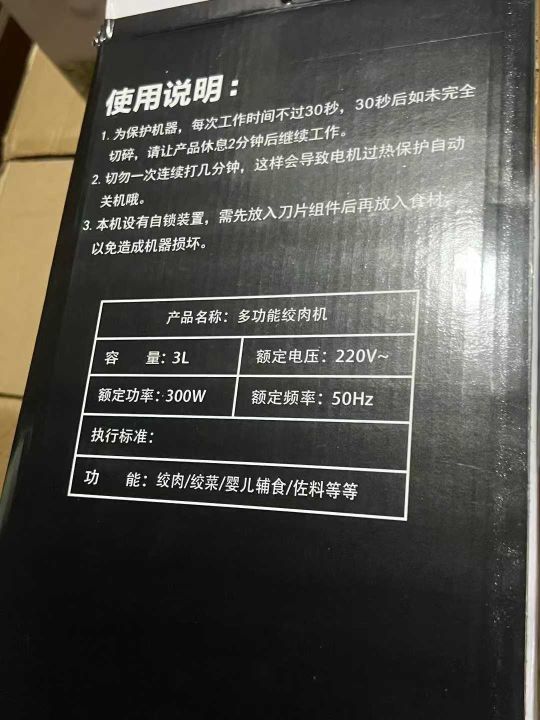 使用说明：
1. 为保护机器，每次工作时间不过30秒，30秒后如未完全
切碎，请让产品休息2分钟后继续工作。
2. 切勿一次连续打几分钟，这样会导致电机过热保护自动
关机哦。
3. 本机设有自锁装置，需先放入刀片组件后再放入食材，
以免造成机器损坏。
产品名称：多功能绞肉机
容 量：3L 额定电压：220V~
额定功率：300W 额定频率：50Hz
执行标准：
功 能：绞肉/绞菜/婴儿辅食/佐料等等